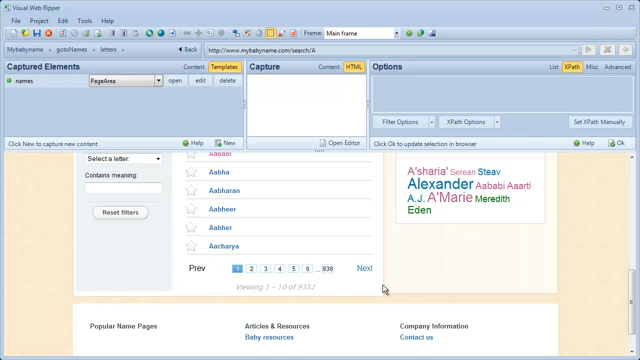 Visual Web Ripper
File Project Edit Tools Help
Frame: Main frame
Mybabyname gotoNames letters Back http://www.mybabyname.com/search/A
Captured Elements Content Templates
Capture Content HTML
Options List XPath Misc Advanced
names PageArea open edit delete
Filter Options XPath Options Set XPath Manually
Click New to capture new content Help New
Open Editor
Click Ok to update selection in browser Help Ok
Select a letter:
Contains meaning:
Reset filters
Aababi
Aabha
Aabharan
Aabheer
Aabher
Aacharya
Prev 1 2 3 4 5 6 ... 936 Next
Viewing 1 - 10 of 9352
A'sharia' Serean Steav
Alexander Aababi Aarti
A.J. A'Marie Meredith
Eden
Popular Name Pages
Articles & Resources
Baby resources
Company Information
Contact us